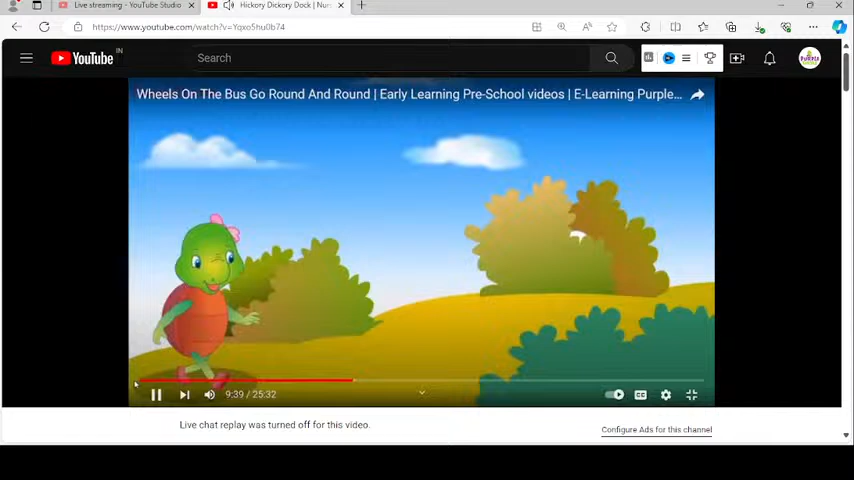 Live streaming - YouTube Studio
Hickory Dickory Dock | Nur
https://www.youtube.com/watch?v=Yqxo5hu0b74
YouTube IN
Search
Wheels On The Bus Go Round And Round | Early Learning Pre-School videos | E-Learning Purple...
9:39 / 25:32
CC
Live chat replay was turned off for this video.
Configure Ads for this channel